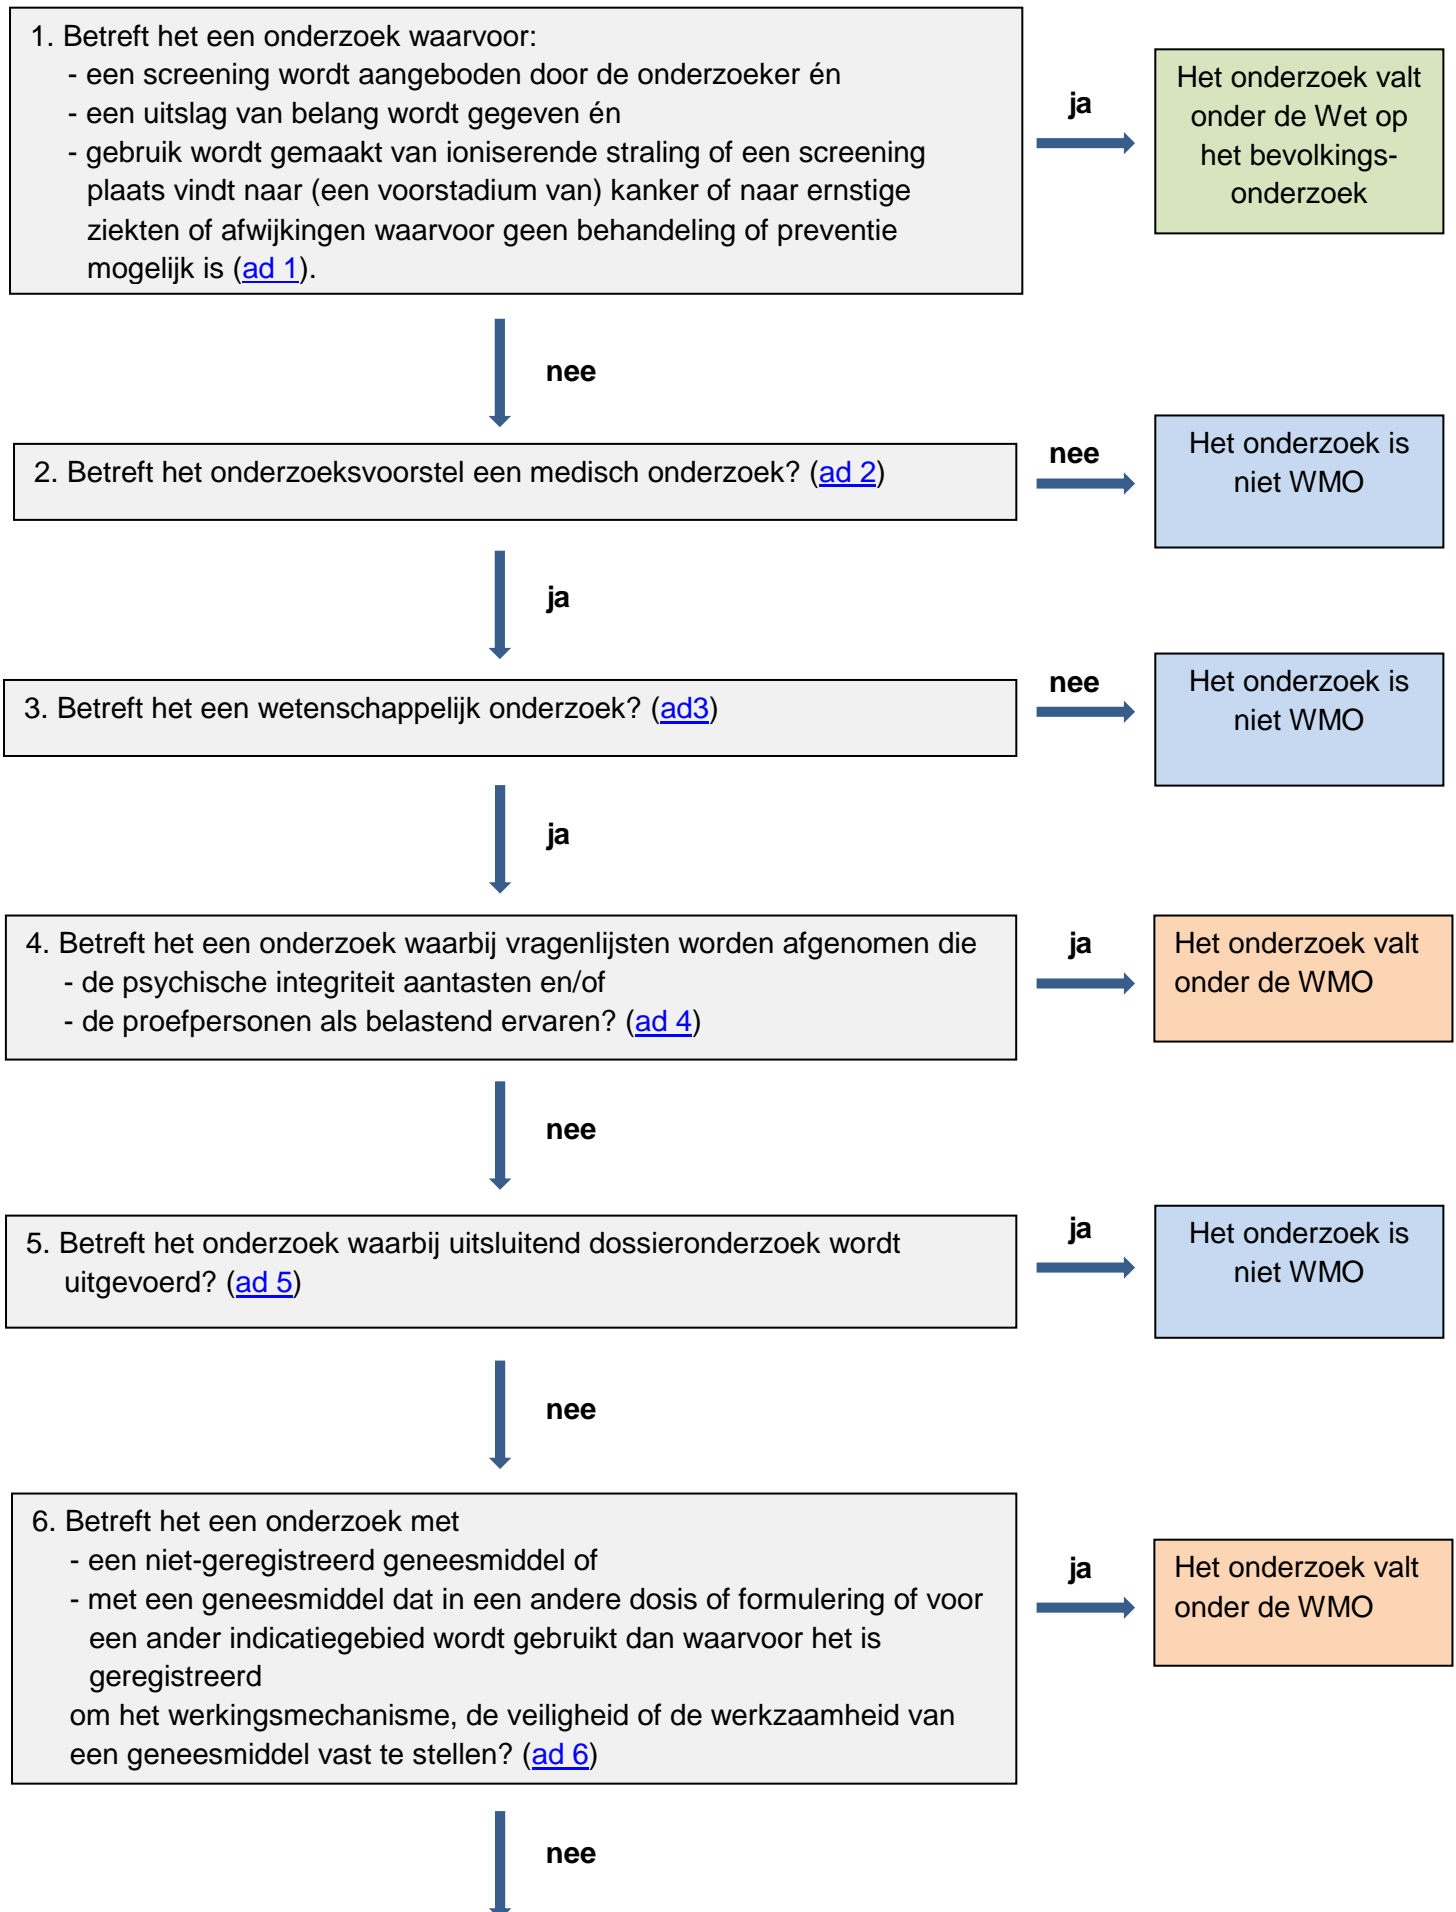 1. Betreft het een onderzoek waarvoor:
- een screening wordt aangeboden door de onderzoeker én
- een uitslag van belang wordt gegeven én
- gebruik wordt gemaakt van ioniserende straling of een screening
plaats vindt naar (een voorstadium van) kanker of naar ernstige
ziekten of afwijkingen waarvoor geen behandeling of preventie
mogelijk is (ad 1).
ja
Het onderzoek valt
onder de Wet op
het bevolkings-
onderzoek
nee
2. Betreft het onderzoeksvoorstel een medisch onderzoek? (ad 2)
nee
Het onderzoek is
niet WMO
ja
3. Betreft het een wetenschappelijk onderzoek? (ad3)
nee
Het onderzoek is
niet WMO
ja
4. Betreft het een onderzoek waarbij vragenlijsten worden afgenomen die
- de psychische integriteit aantasten en/of
- de proefpersonen als belastend ervaren? (ad 4)
ja
Het onderzoek valt
onder de WMO
nee
5. Betreft het onderzoek waarbij uitsluitend dossieronderzoek wordt
uitgevoerd? (ad 5)
ja
Het onderzoek is
niet WMO
nee
6. Betreft het een onderzoek met
- een niet-geregistreerd geneesmiddel of
- met een geneesmiddel dat in een andere dosis of formulering of voor
een ander indicatiegebied wordt gebruikt dan waarvoor het is
geregistreerd
om het werkingsmechanisme, de veiligheid of de werkzaamheid van
een geneesmiddel vast te stellen? (ad 6)
ja
Het onderzoek valt
onder de WMO
nee